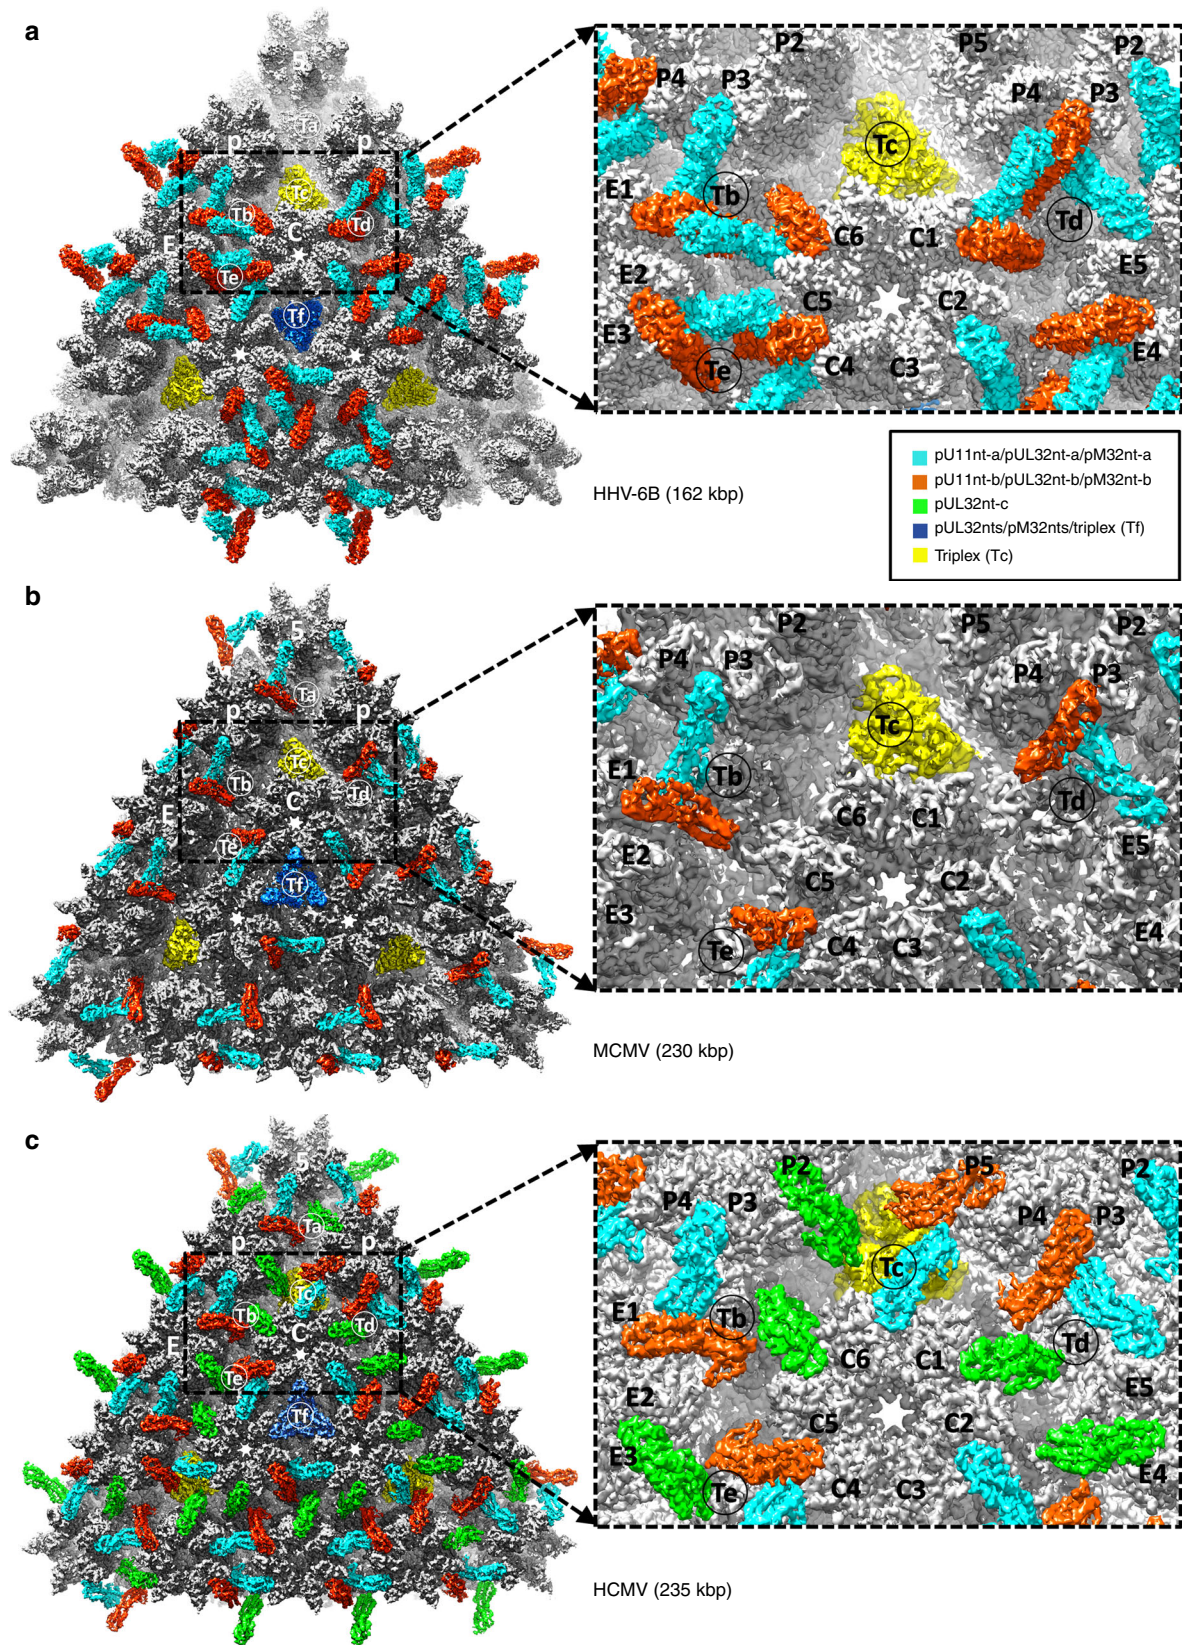 a
5
Ta
p
p
Tc
Tb
Td
E
C
Te
Tf
P2
P5
P2
P4
P3
P4
P3
Tc
E1
Tb
Td
C6
C1
E2
E5
C5
C2
E3
E4
Te
C4
C3
HHV-6B (162 kbp)
pU11nt-a/pUL32nt-a/pM32nt-a
pU11nt-b/pUL32nt-b/pM32nt-b
pUL32nt-c
pUL32nts/pM32nts/triplex (Tf)
Triplex (Tc)
b
5
Ta
p
p
Tc
Tb
Td
E
C
Te
Tf
P2
P5
P2
P4
P3
P4
P3
Tc
E1
Tb
Td
C6
C1
E2
E5
C5
C2
E3
E4
Te
C4
C3
MCMV (230 kbp)
c
5
Ta
p
p
Tc
Tb
Td
E
C
Te
Tf
P2
P5
P2
P4
P3
P4
P3
Tc
E1
Tb
Td
C6
C1
E2
E5
C5
C2
E3
E4
Te
C4
C3
HCMV (235 kbp)